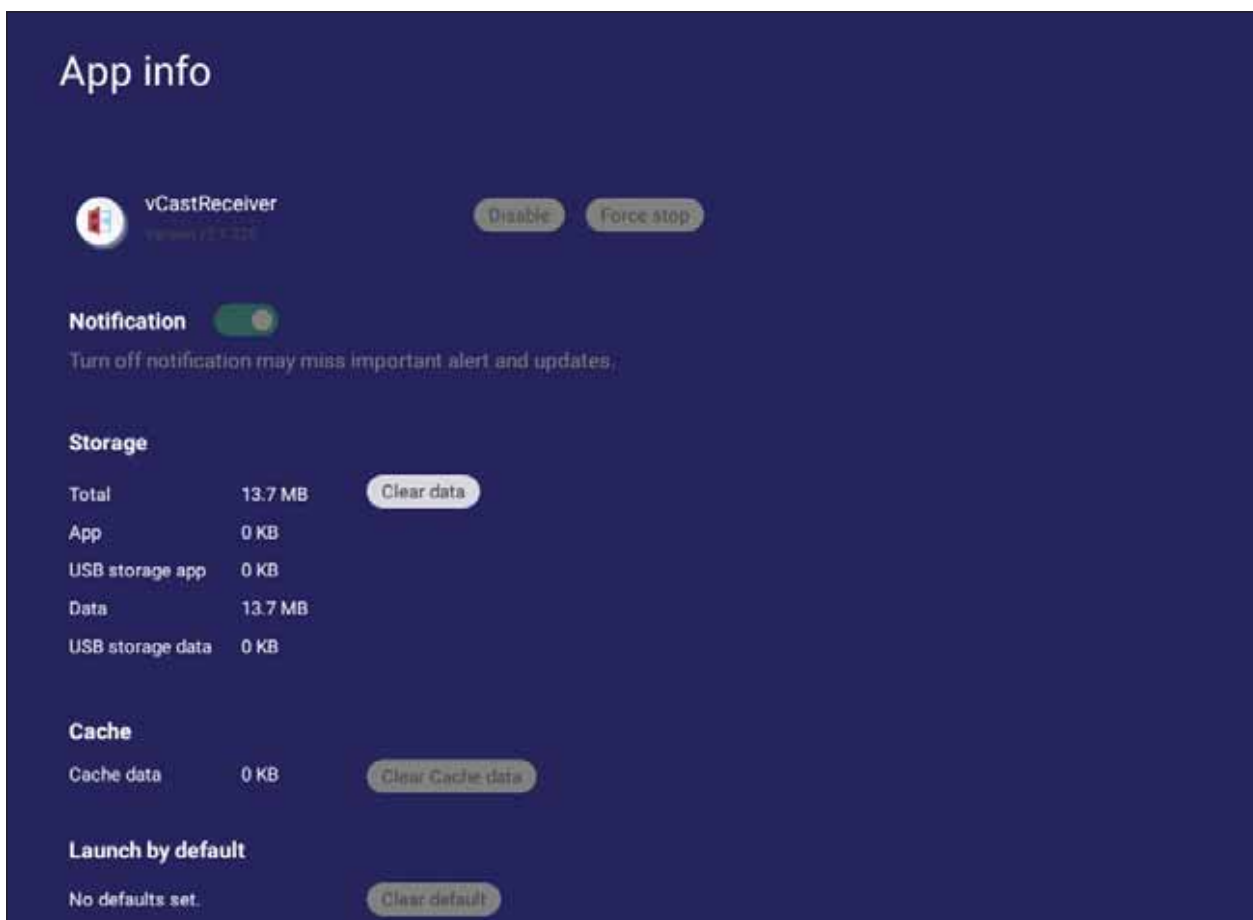 App info
vCastReceiver
Disable
Force stop
Notification
Turn off notification may miss important alert and updates.
Storage
Total 13.7 MB Clear data
App 0 KB
USB storage app 0 KB
Data 13.7 MB
USB storage data 0 KB
Cache
Cache data 0 KB Clear Cache data
Launch by default
No defaults set. Clear default